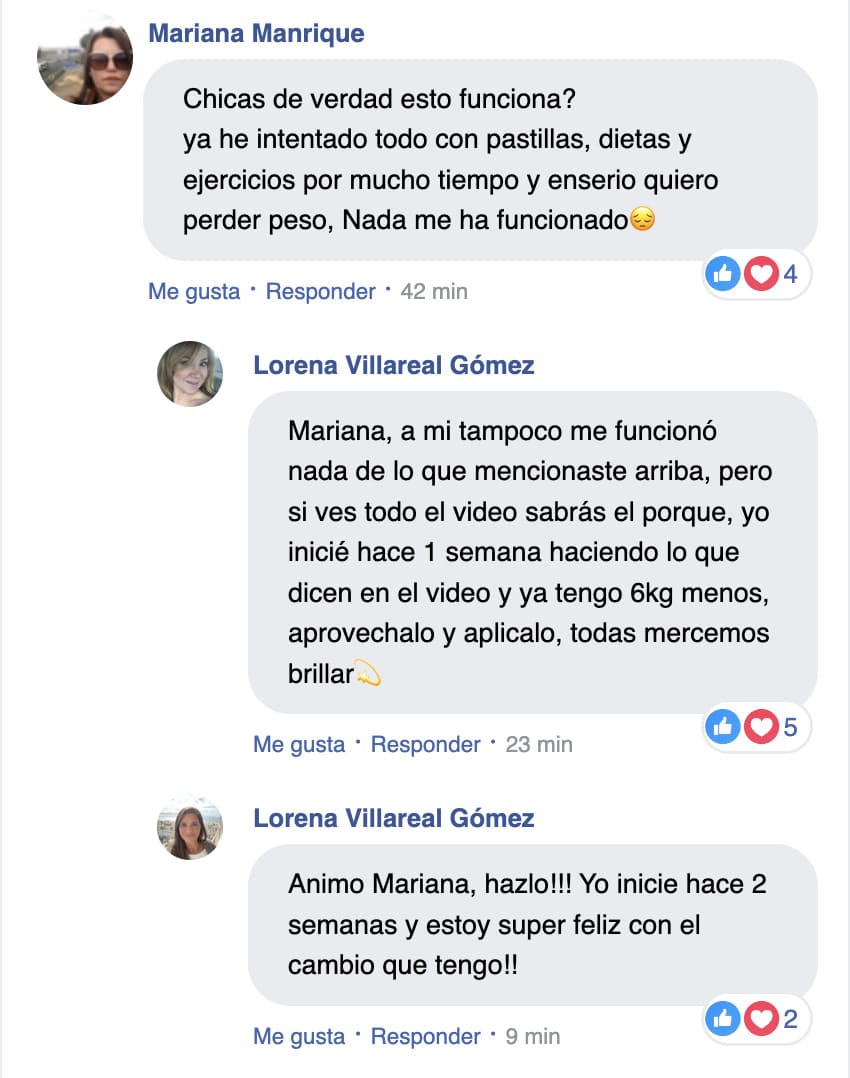 Mariana Manrique
Chicas de verdad esto funciona?
ya he intentado todo con pastillas, dietas y
ejercicios por mucho tiempo y enserio quiero
perder peso, Nada me ha funcionado😔
4
Me gusta · Responder · 42 min
Lorena Villareal Gómez
Mariana, a mi tampoco me funcionó
nada de lo que mencionaste arriba, pero
si ves todo el video sabrás el porque, yo
inicié hace 1 semana haciendo lo que
dicen en el video y ya tengo 6kg menos,
aprovechalo y aplicalo, todas mercemos
brillar💫
5
Me gusta · Responder · 23 min
Lorena Villareal Gómez
Animo Mariana, hazlo!!! Yo inicie hace 2
semanas y estoy super feliz con el
cambio que tengo!!
2
Me gusta · Responder · 9 min